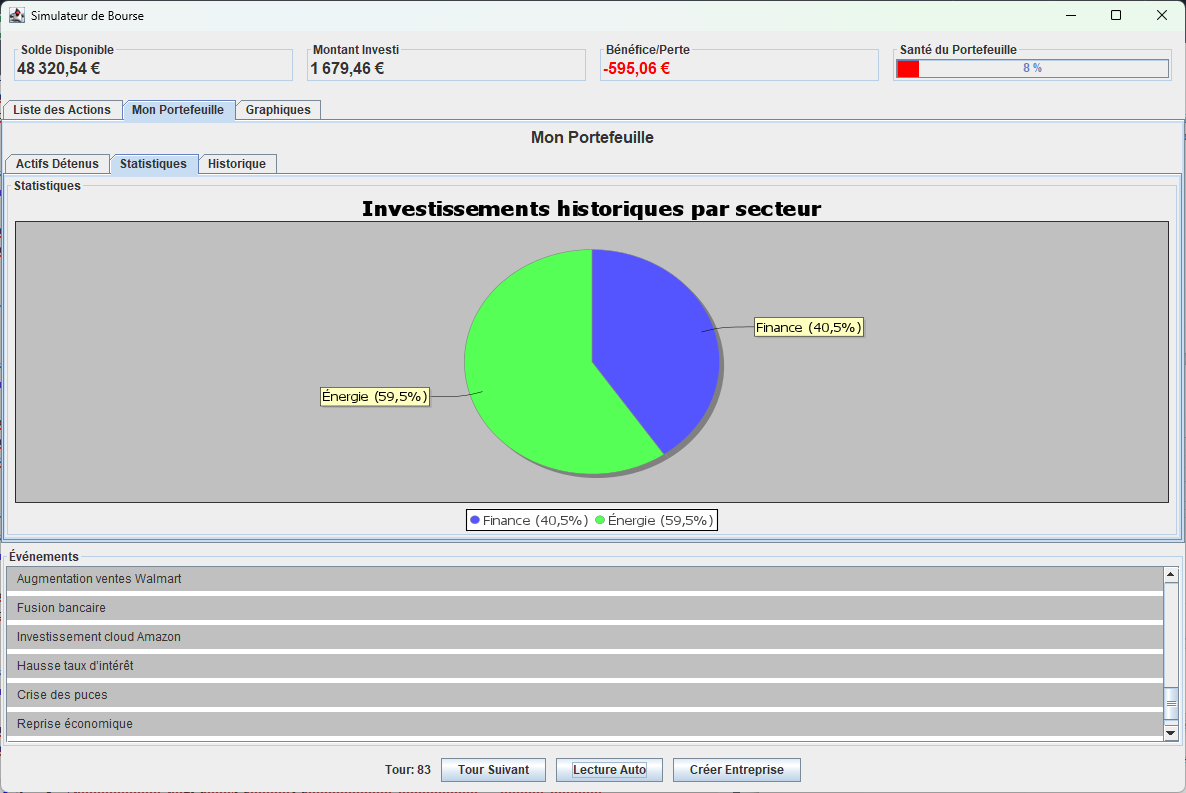 Simulateur de Bourse
Solde Disponible
48 320,54 €
Montant Investi
1 679,46 €
Bénéfice/Perte
-595,06 €
Santé du Portefeuille
8 %
Liste des Actions
Mon Portefeuille
Graphiques
Mon Portefeuille
Actifs Détenus
Statistiques
Historique
Statistiques
Investissements historiques par secteur
Finance (40,5%)
Énergie (59,5%)
Finance (40,5%) Énergie (59,5%)
Événements
Augmentation ventes Walmart
Fusion bancaire
Investissement cloud Amazon
Hausse taux d'intérêt
Crise des puces
Reprise économique
Tour: 83
Tour Suivant
Lecture Auto
Créer Entreprise